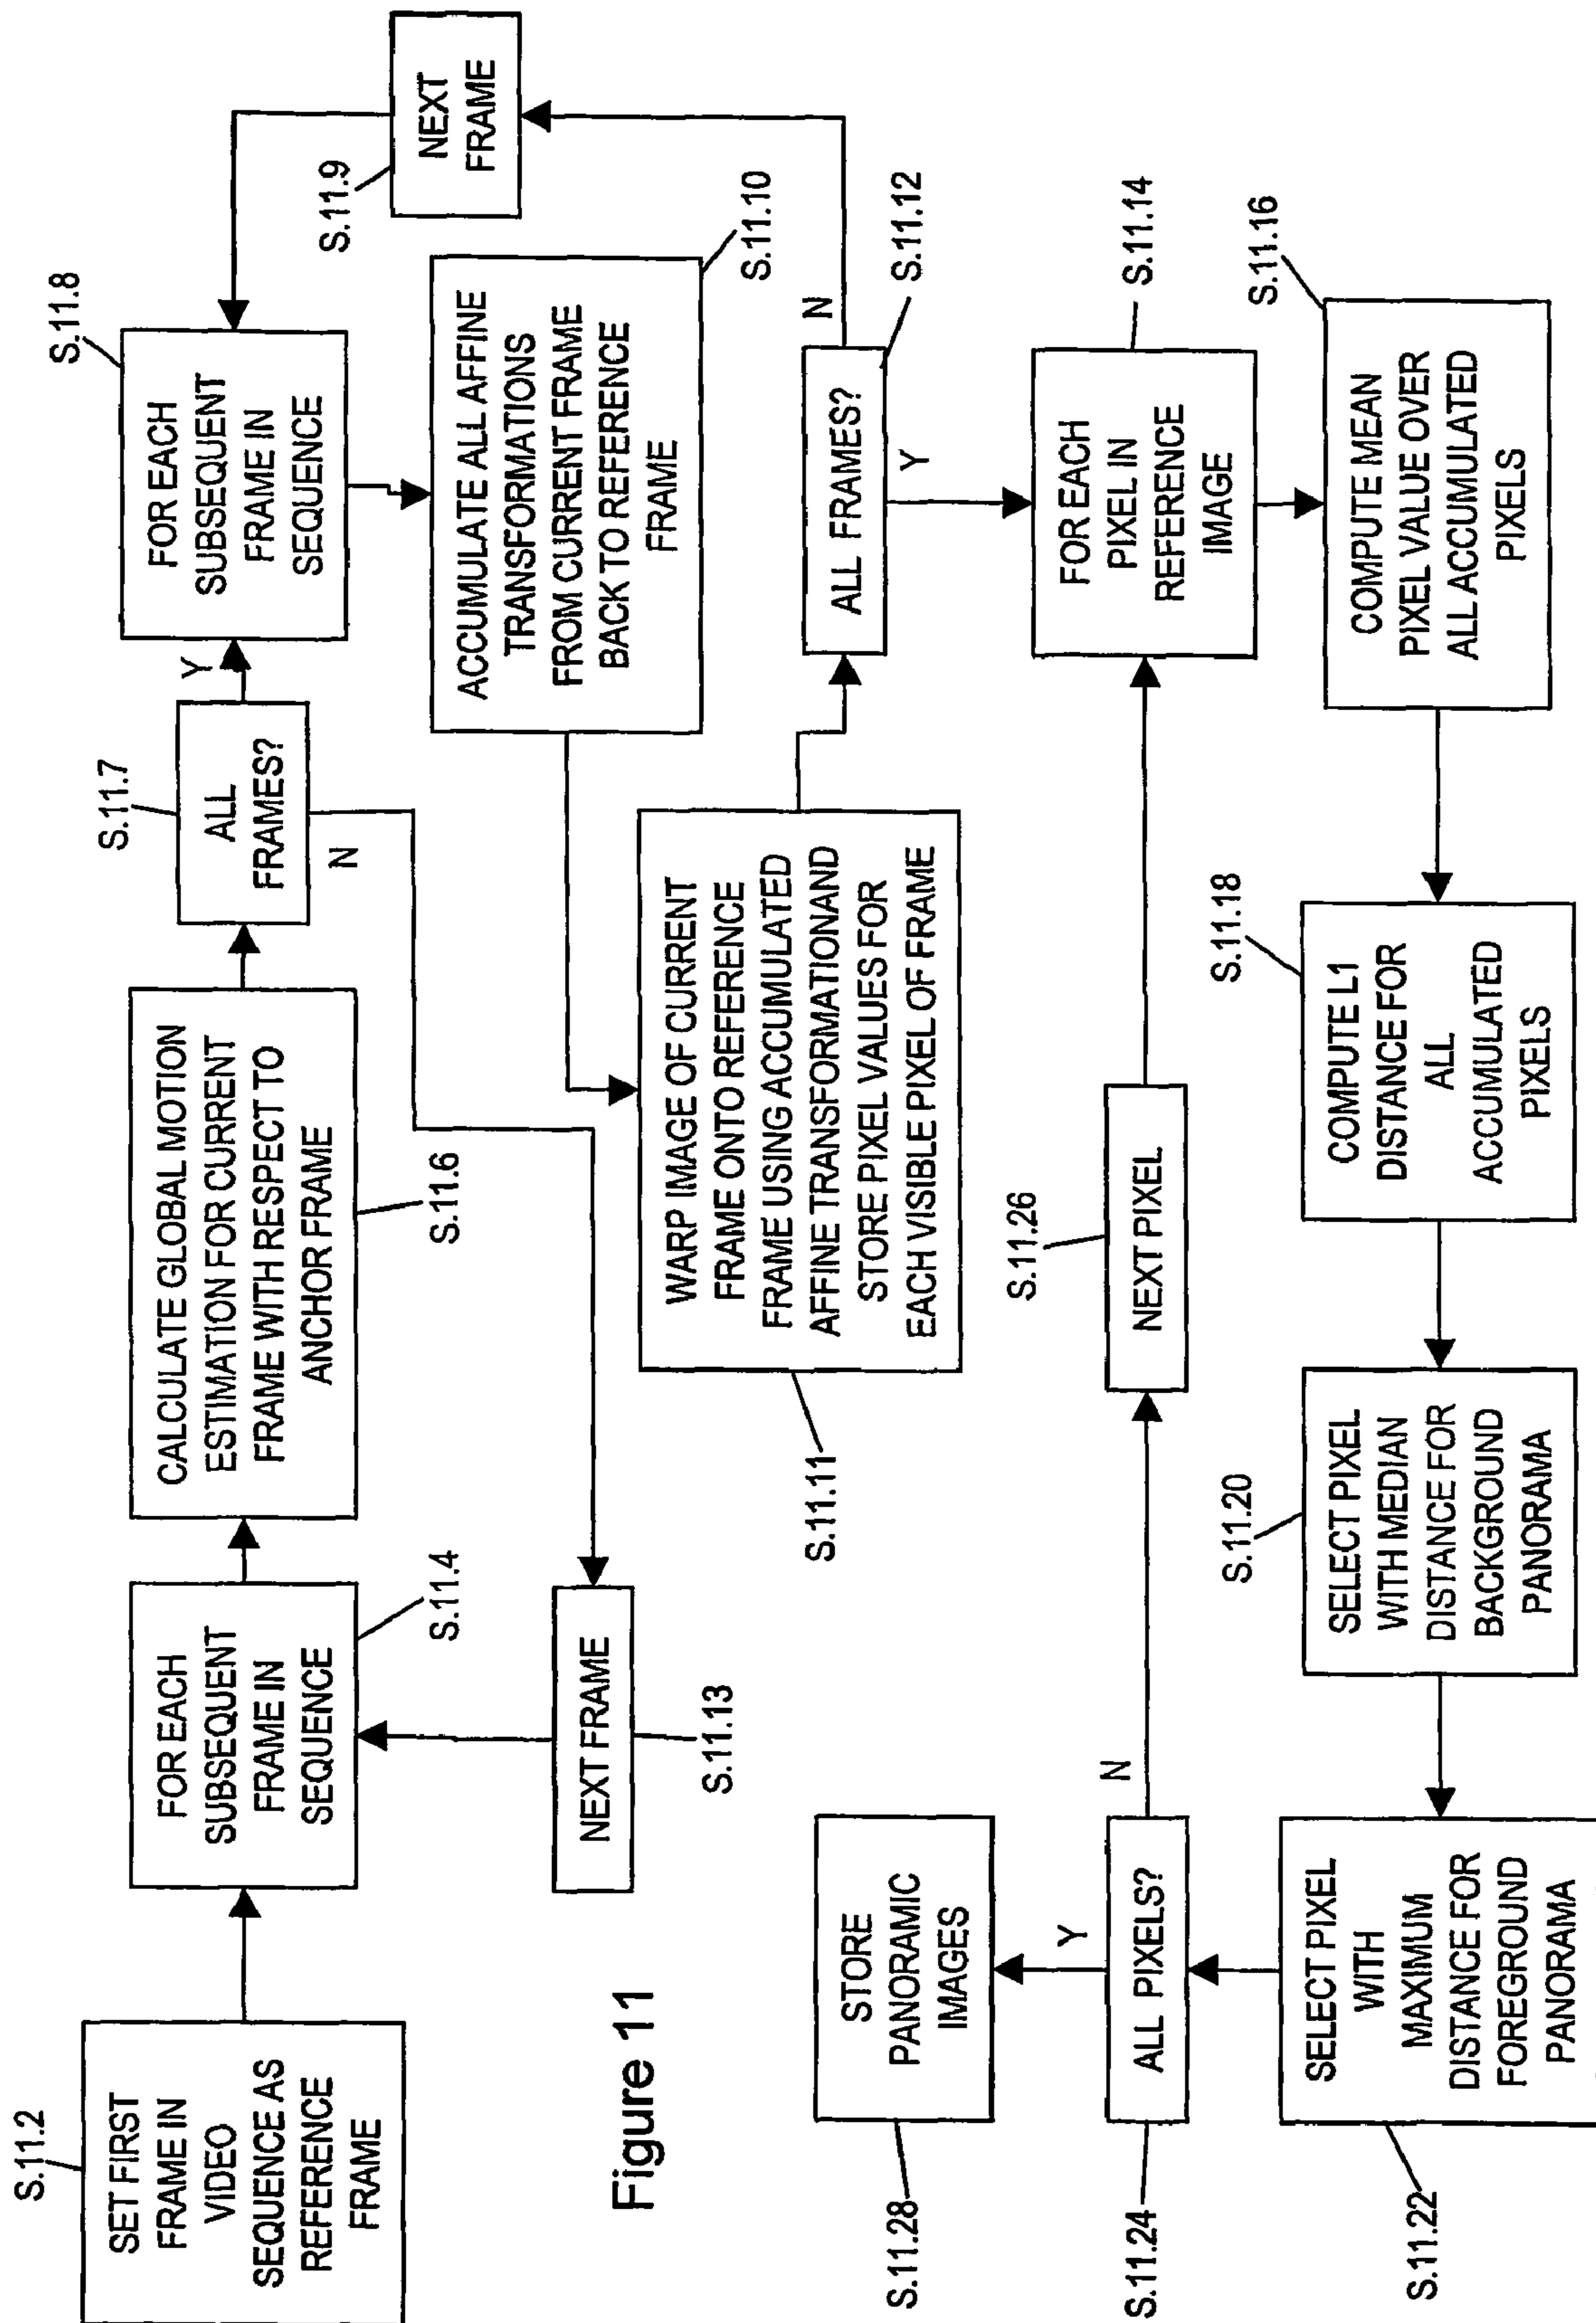 S.11.2
SET FIRST
FRAME IN
VIDEO
SEQUENCE AS
REFERENCE
FRAME
FOR EACH
SUBSEQUENT
FRAME IN
SEQUENCE
S.11.4
CALCULATE GLOBAL MOTION
ESTIMATION FOR CURRENT
FRAME WITH RESPECT TO
ANCHOR FRAME
S.11.6
S.11.7
ALL
FRAMES?
Y
N
NEXT FRAME
S.11.13
S.11.8
FOR EACH
SUBSEQUENT
FRAME IN
SEQUENCE
S.11.9
NEXT
FRAME
ACCUMULATE ALL AFFINE
TRANSFORMATIONS
FROM CURRENT FRAME
BACK TO REFERENCE
FRAME
S.11.10
WARP IMAGE OF CURRENT
FRAME ONTO REFERENCE
FRAME USING ACCUMULATED
AFFINE TRANSFORMATIONAND
STORE PIXEL VALUES FOR
EACH VISIBLE PIXEL OF FRAME
S.11.11
ALL FRAMES?
N
S.11.12
Y
FOR EACH
PIXEL IN
REFERENCE
IMAGE
S.11.14
S.11.16
COMPUTE MEAN
PIXEL VALUE OVER
ALL ACCUMULATED
PIXELS
S.11.18
COMPUTE L1
DISTANCE FOR
ALL
ACCUMULATED
PIXELS
S.11.20
SELECT PIXEL
WITH MEDIAN
DISTANCE FOR
BACKGROUND
PANORAMA
SELECT PIXEL
WITH
MAXIMUM
DISTANCE FOR
FOREGROUND
PANORAMA
S.11.22
ALL PIXELS?
S.11.24
N
Y
S.11.26
NEXT PIXEL
STORE
PANORAMIC
IMAGES
S.11.28
Figure 11